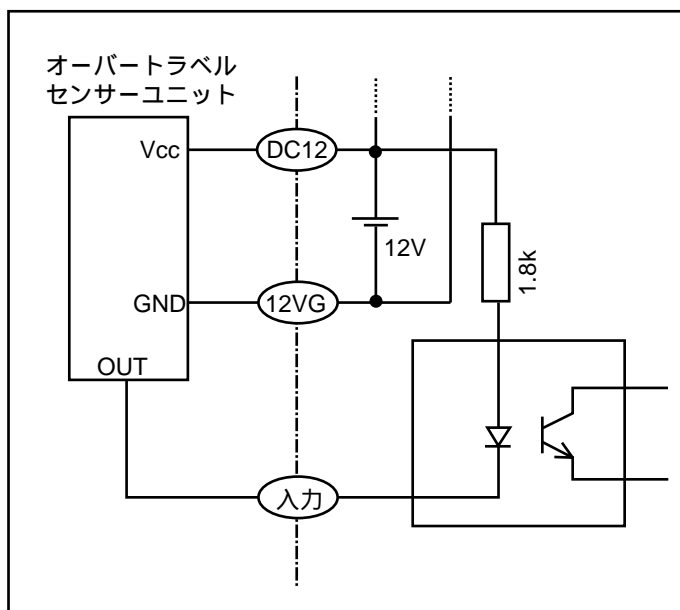 オーバートラベル
センサーユニット
Vcc
DC12
12V
1.8k
GND
12VG
OUT
入力